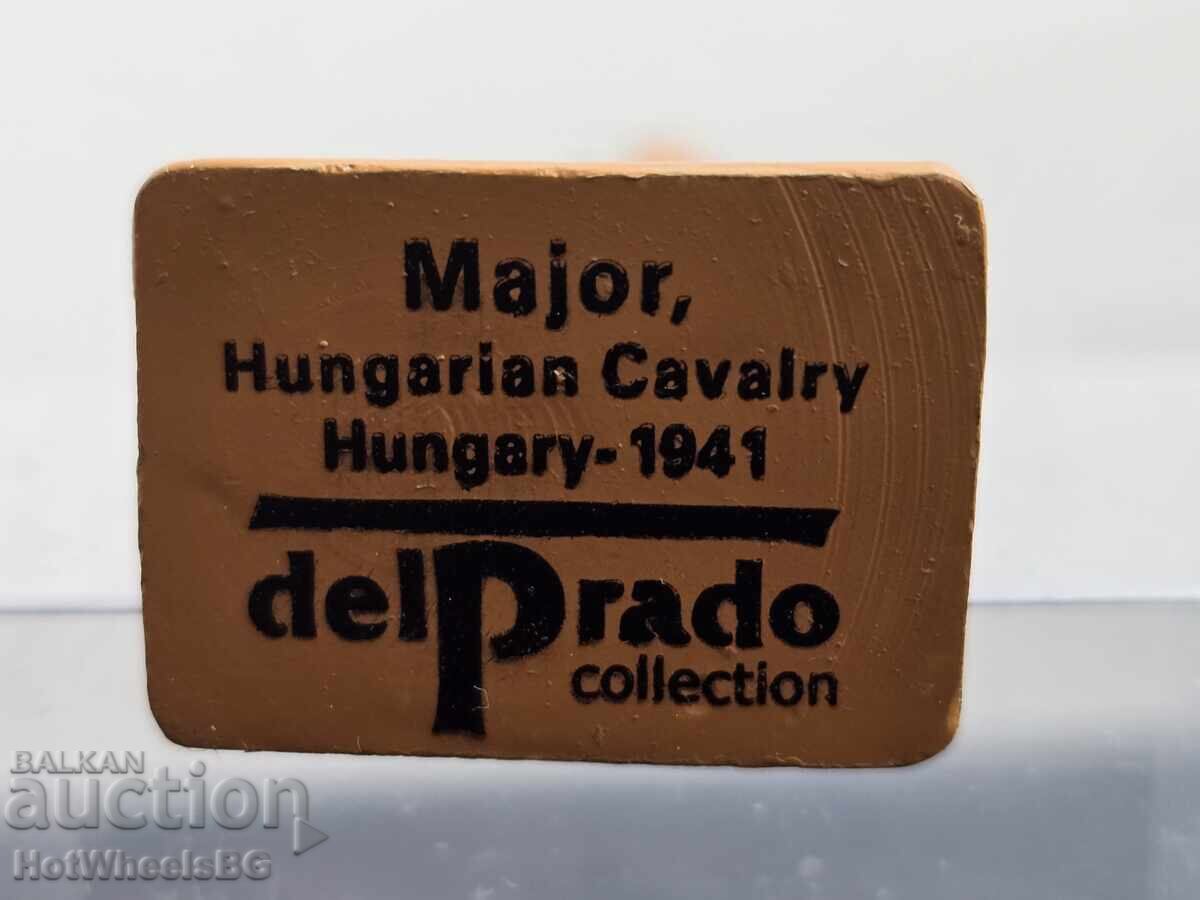 Major,
Hungarian Cavalry
Hungary-1941
delPrado
collection
BALKAN
auction
HotWheelsBG